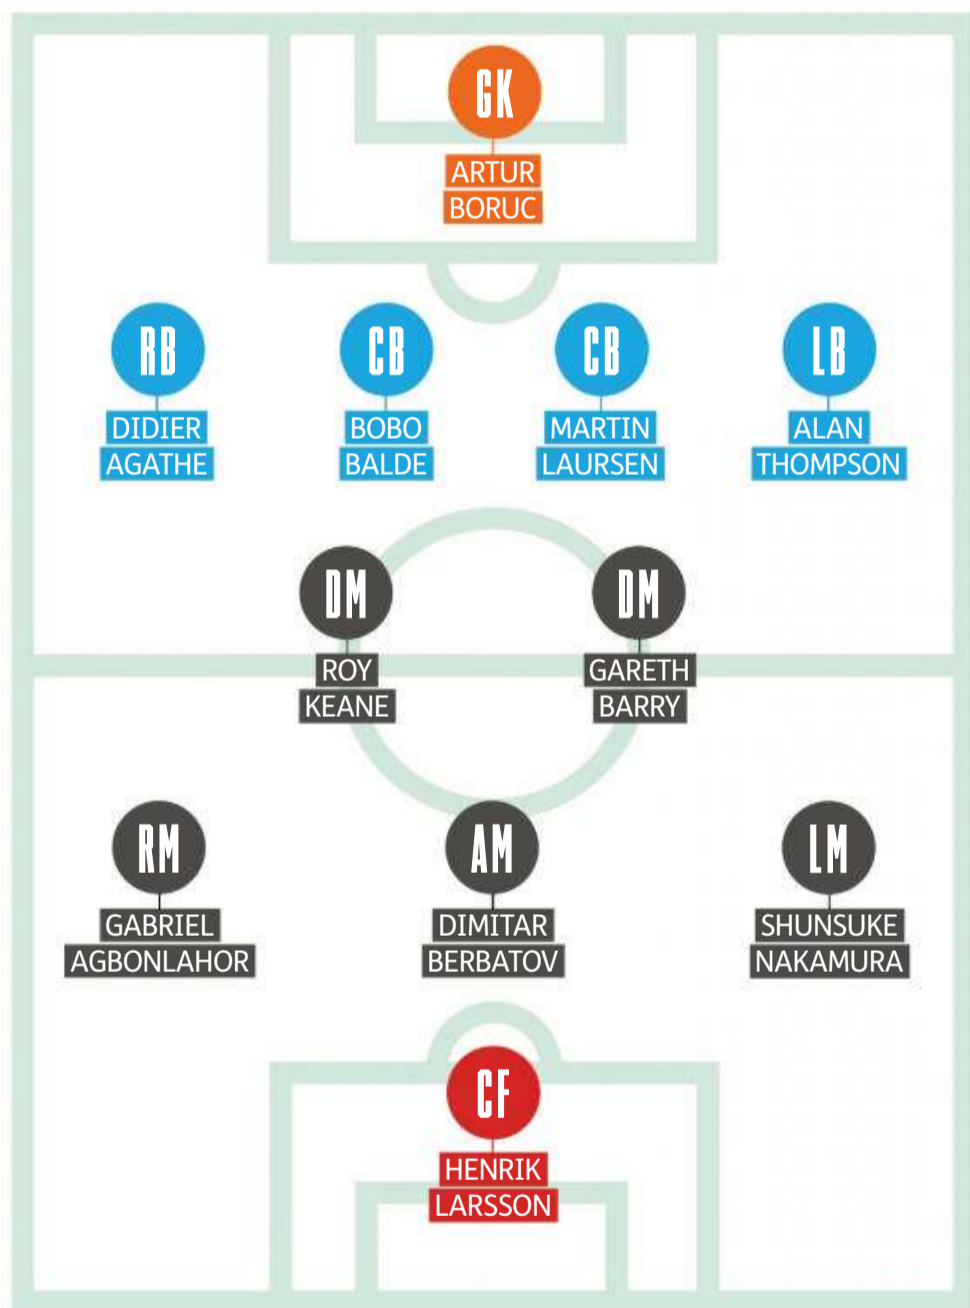 GK
ARTUR
BORUC
RB
DIDIER
AGATHE
CB
BOBO
BALDE
CB
MARTIN
LAURSEN
LB
ALAN
THOMPSON
DM
ROY
KEANE
DM
GARETH
BARRY
RM
GABRIEL
AGBONLAHOR
AM
DIMITAR
BERBATOV
LM
SHUNSUKE
NAKAMURA
CF
HENRIK
LARSSON